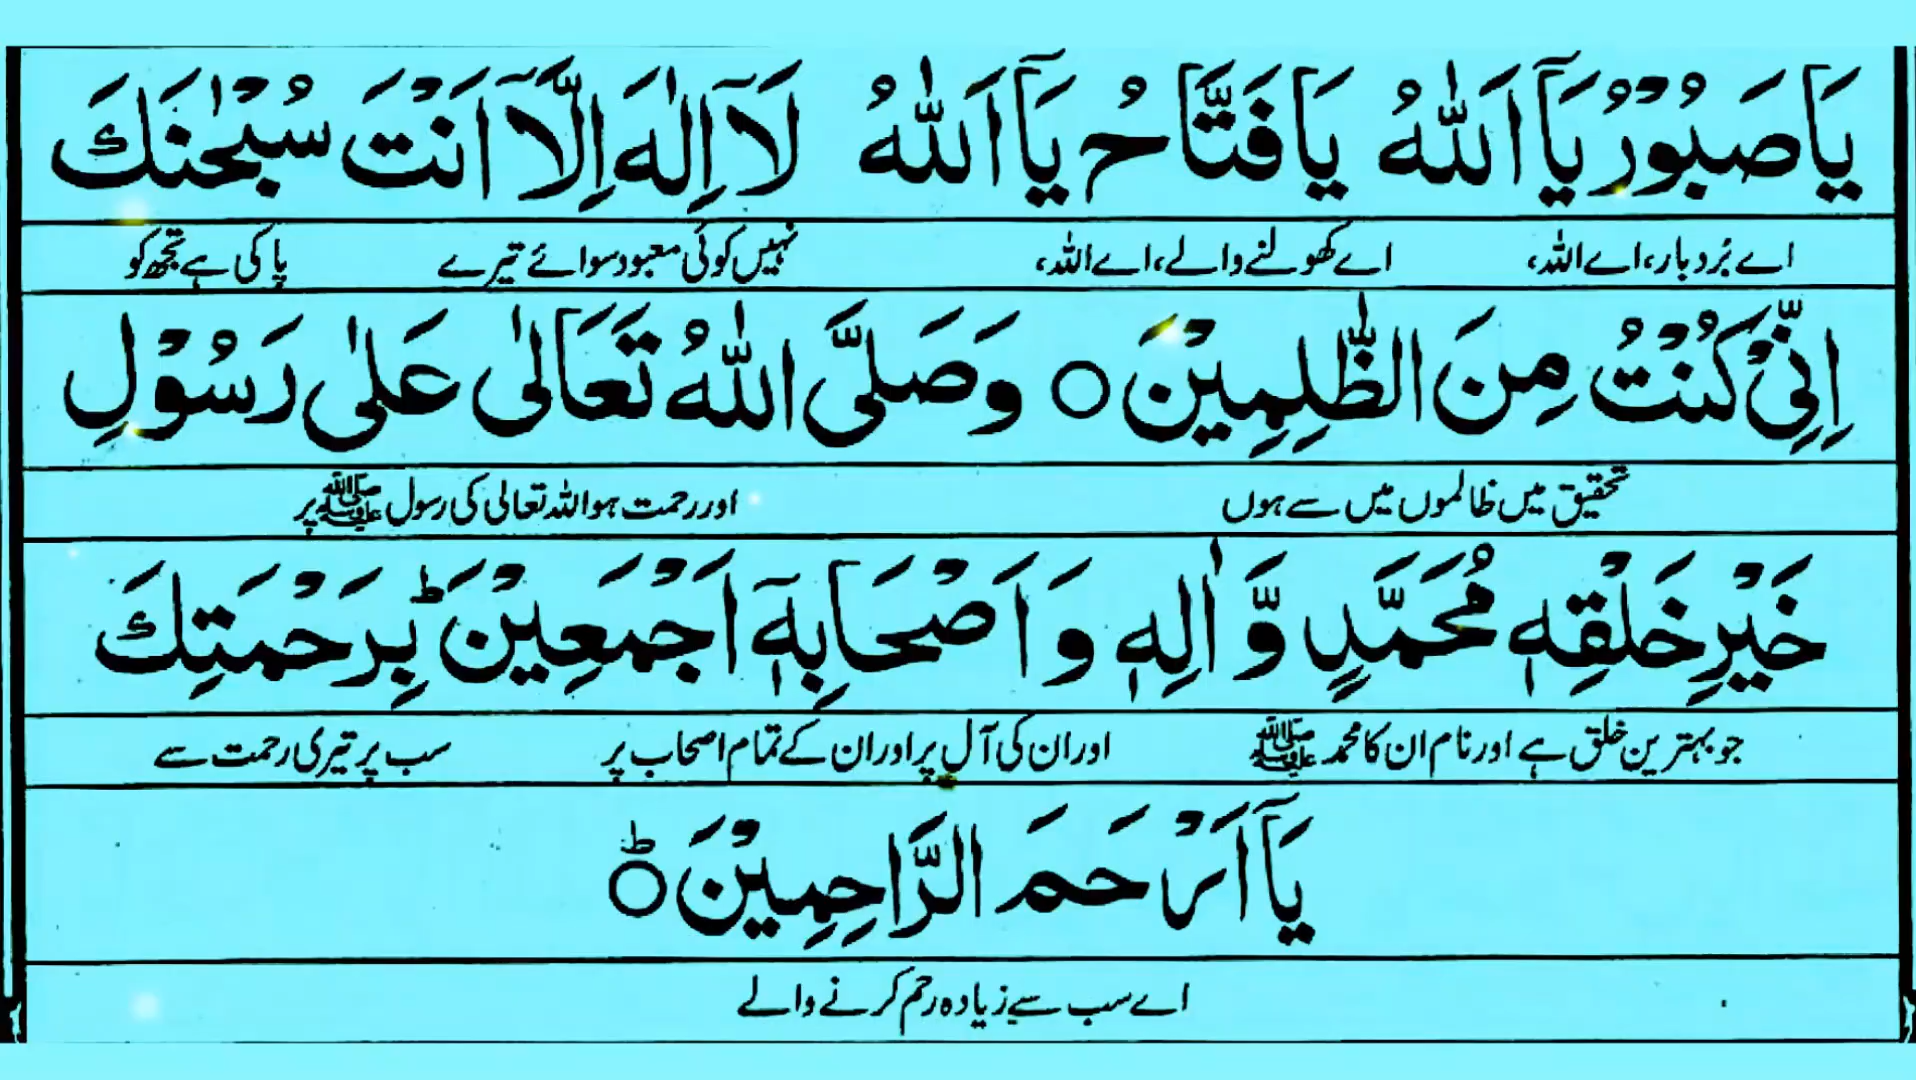 يَا صَبُوْرُ يَآ اَللّٰهُ يَا فَتَّاحُ يَآ اَللّٰهُ لَآ اِلٰهَ اِلَّآ اَنْتَ سُبْحٰنَكَ
اے بُردبار، اے اللہ، اے کھولنے والے، اے اللہ، نہیں کوئی معبود سوائے تیرے پاکی ہے تجھ کو
اِنِّيْ كُنْتُ مِنَ الظّٰلِمِيْنَ ○ وَصَلَّى اللّٰهُ تَعَالٰى عَلٰى رَسُوْلِ
تحقیق میں ظالموں میں سے ہوں اور رحمت ہو اللہ تعالی کی رسول ﷺ پر
خَيْرِ خَلْقِهٖ مُحَمَّدٍ وَّ اٰلِهٖ وَ اَصْحَابِهٖٓ اَجْمَعِيْنَ ؕ بِرَحْمَتِكَ
جو بہترین خلق ہے اور نام ان کا محمد ﷺ اور ان کی آل پر اور ان کے تمام اصحاب پر سب پر تیری رحمت سے
يَآ اَرْحَمَ الرَّاحِمِيْنَ ○ؕ
اے سب سے زیادہ رحم کرنے والے